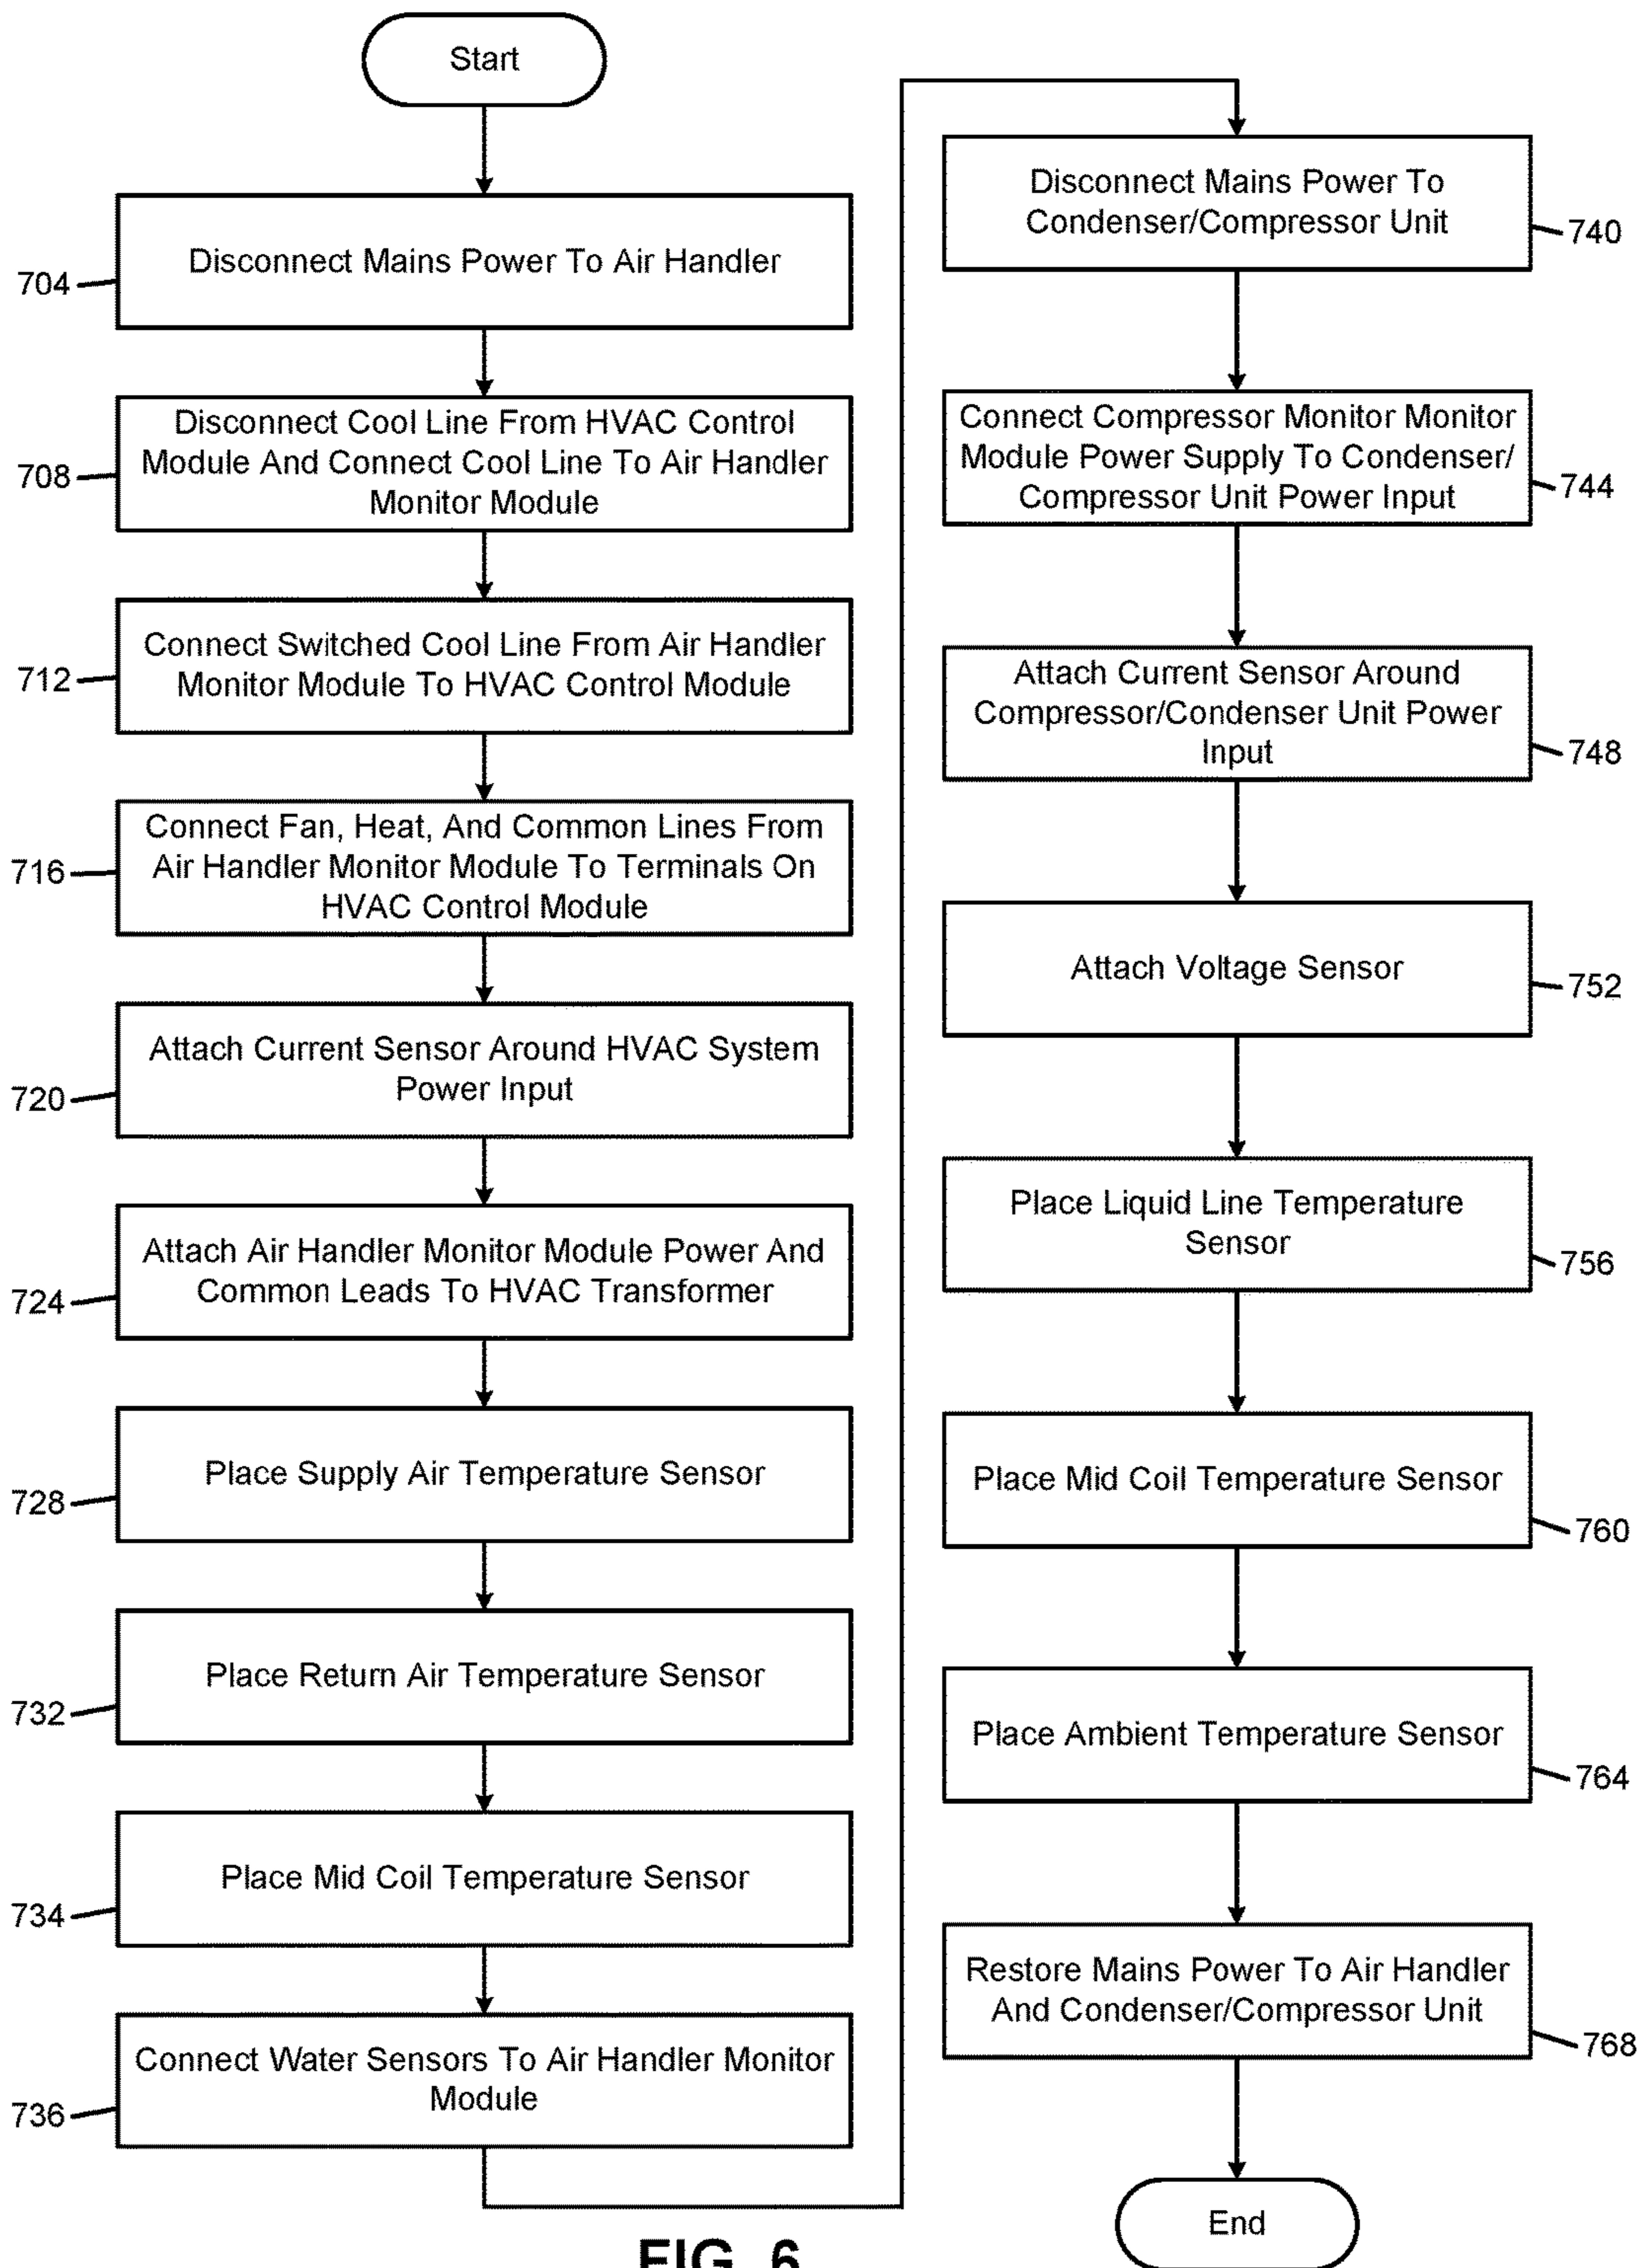 Start
Disconnect Mains Power To Air Handler
704
Disconnect Cool Line From HVAC Control
Module And Connect Cool Line To Air Handler
Monitor Module
708
Connect Switched Cool Line From Air Handler
Monitor Module To HVAC Control Module
712
Connect Fan, Heat, And Common Lines From
Air Handler Monitor Module To Terminals On
HVAC Control Module
716
Attach Current Sensor Around HVAC System
Power Input
720
Attach Air Handler Monitor Module Power And
Common Leads To HVAC Transformer
724
Place Supply Air Temperature Sensor
728
Place Return Air Temperature Sensor
732
Place Mid Coil Temperature Sensor
734
Connect Water Sensors To Air Handler Monitor
Module
736
Disconnect Mains Power To
Condenser/Compressor Unit
740
Connect Compressor Monitor Monitor
Module Power Supply To Condenser/
Compressor Unit Power Input
744
Attach Current Sensor Around
Compressor/Condenser Unit Power
Input
748
Attach Voltage Sensor
752
Place Liquid Line Temperature
Sensor
756
Place Mid Coil Temperature Sensor
760
Place Ambient Temperature Sensor
764
Restore Mains Power To Air Handler
And Condenser/Compressor Unit
768
End
FIG. 6